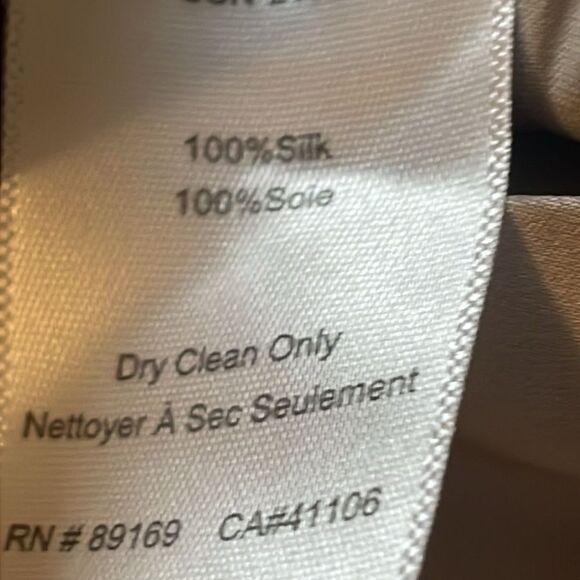 100%Silk
100%Soie
Dry Clean Only
Nettoyer À Sec Seulement
RN # 89169 CA#41106